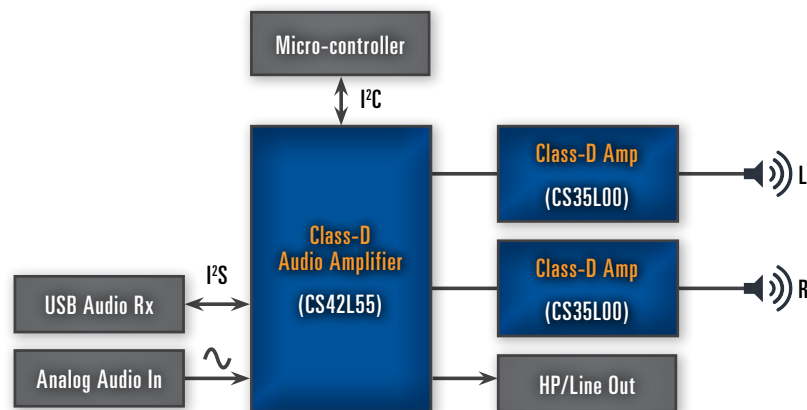 Micro-controller
I²C
Class-D Amp
(CS35L00)
L
Class-D
Audio Amplifier
(CS42L55)
Class-D Amp
(CS35L00)
R
I²S
USB Audio Rx
Analog Audio In
HP/Line Out